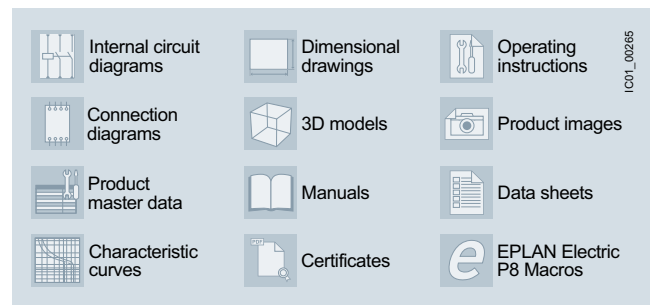 Internal circuit
diagrams
Dimensional
drawings
Operating
instructions
IC01_00265
Connection
diagrams
3D models
Product images
Product
master data
Manuals
Data sheets
Characteristic
curves
PDF
Certificates
e
EPLAN Electric
P8 Macros